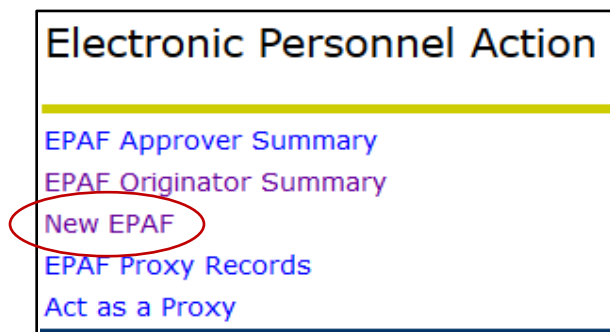 Electronic Personnel Action
EPAF Approver Summary
EPAF Originator Summary
New EPAF
EPAF Proxy Records
Act as a Proxy